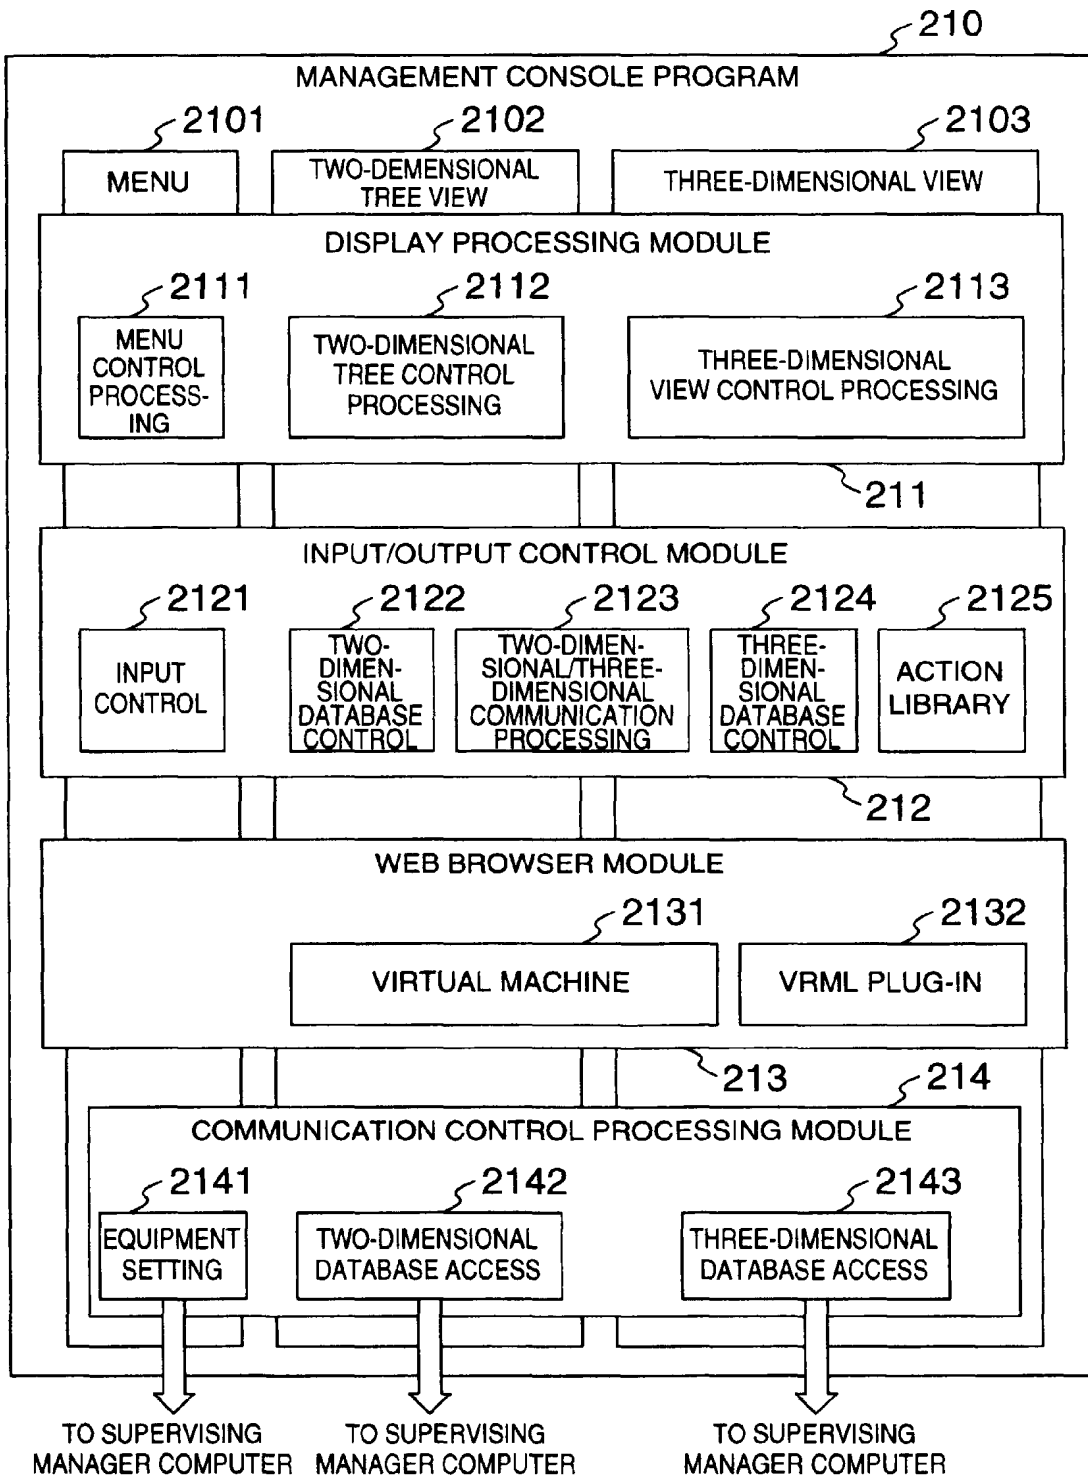 210
MANAGEMENT CONSOLE PROGRAM
2101
2102
2103
MENU
TWO-DEMENSIONAL
TREE VIEW
THREE-DIMENSIONAL VIEW
DISPLAY PROCESSING MODULE
2111
2112
2113
MENU
CONTROL
PROCESS-
ING
TWO-DIMENSIONAL
TREE CONTROL
PROCESSING
THREE-DIMENSIONAL
VIEW CONTROL PROCESSING
211
INPUT/OUTPUT CONTROL MODULE
2121
2122
2123
2124
2125
INPUT
CONTROL
TWO-
DIMEN-
SIONAL
DATABASE
CONTROL
TWO-DIMEN-
SIONAL/THREE-
DIMENSIONAL
COMMUNICATION
PROCESSING
THREE-
DIMEN-
SIONAL
DATABASE
CONTROL
ACTION
LIBRARY
212
WEB BROWSER MODULE
2131
2132
VIRTUAL MACHINE
VRML PLUG-IN
213
214
COMMUNICATION CONTROL PROCESSING MODULE
2141
2142
2143
EQUIPMENT
SETTING
TWO-DIMENSIONAL
DATABASE ACCESS
THREE-DIMENSIONAL
DATABASE ACCESS
TO SUPERVISING
MANAGER COMPUTER
TO SUPERVISING
MANAGER COMPUTER
TO SUPERVISING
MANAGER COMPUTER